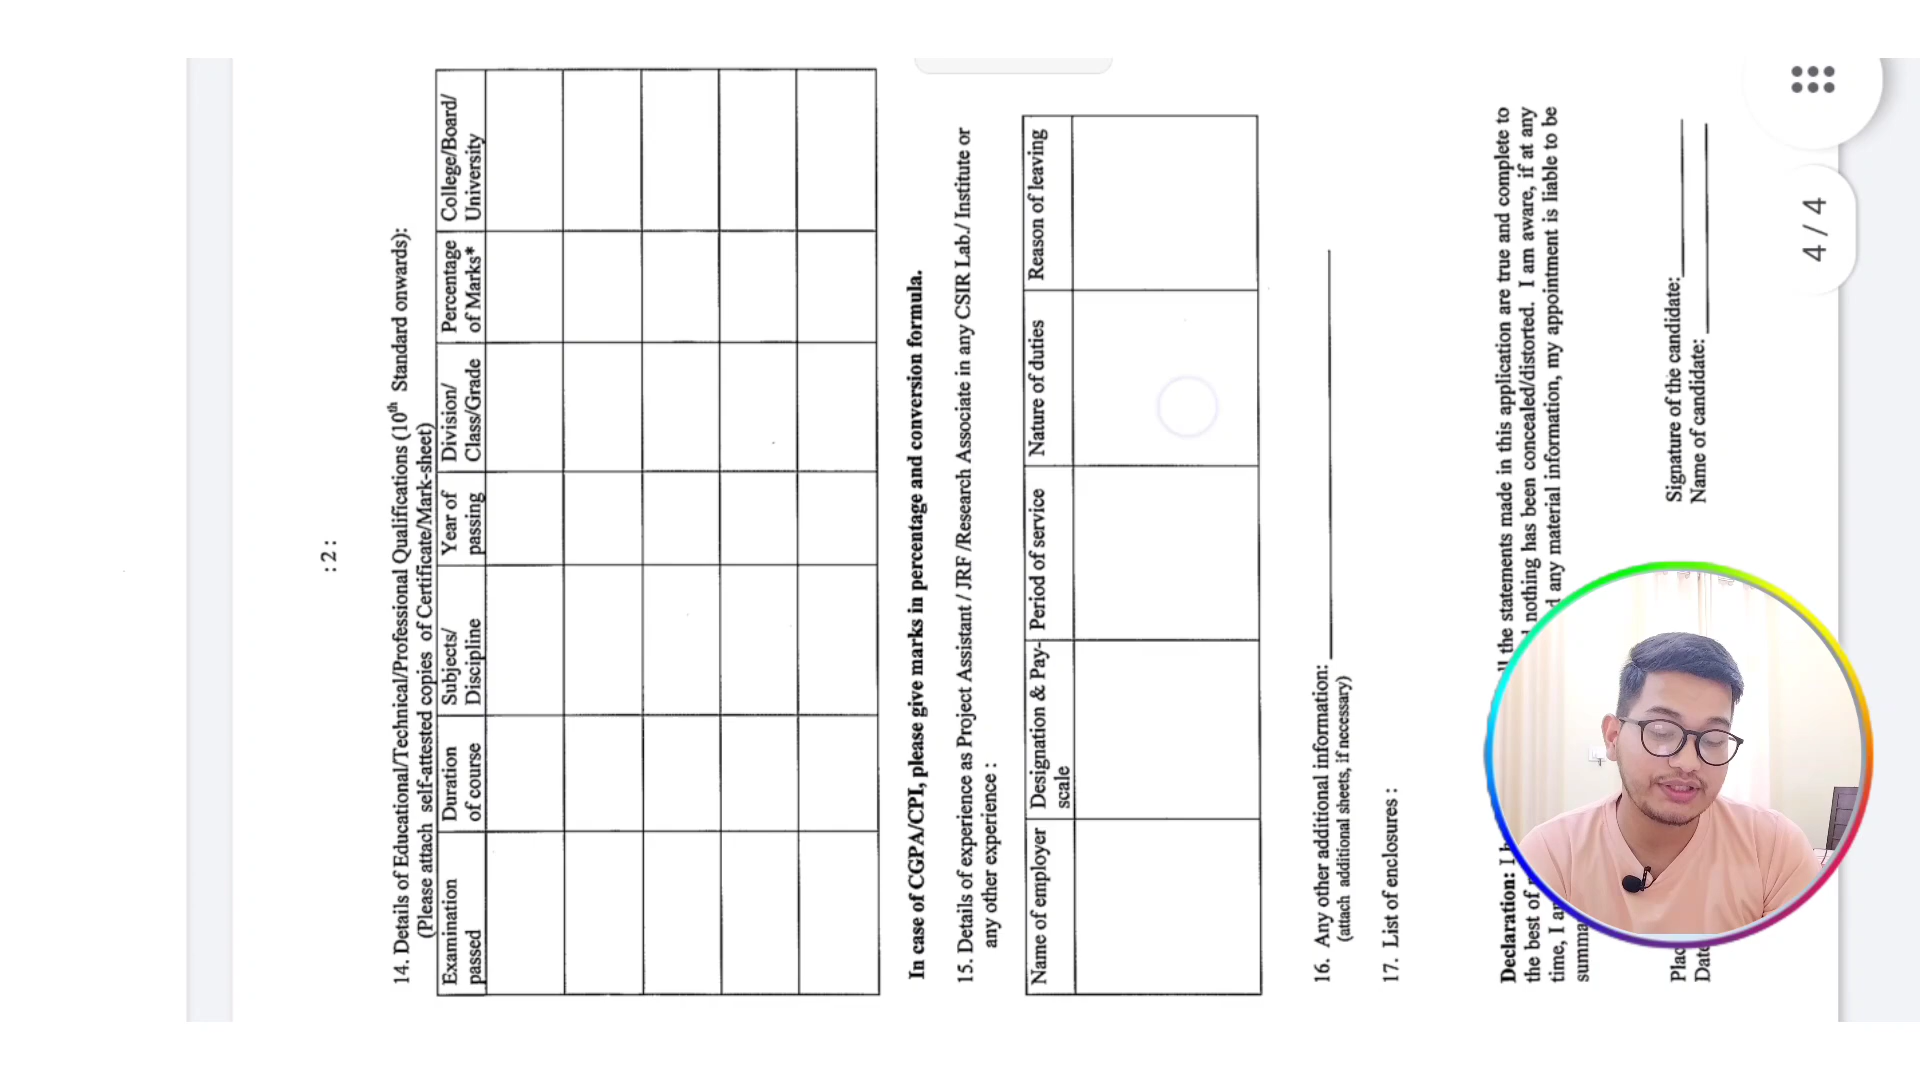 : 2 :
14. Details of Educational/Technical/Professional Qualifications (10th Standard onwards):
(Please attach self-attested copies of Certificate/Mark-sheet)
Examination passed
Duration of course
Subjects/ Discipline
Year of passing
Division/ Class/Grade
Percentage of Marks*
College/Board/ University
In case of CGPA/CPI, please give marks in percentage and conversion formula.
15. Details of experience as Project Assistant / JRF /Research Associate in any CSIR Lab./ Institute or
any other experience :
Name of employer
Designation & Pay-scale
Period of service
Nature of duties
Reason of leaving
16. Any other additional information:
(attach additional sheets, if necessary)
17. List of enclosures :
Declaration: I the statements made in this application are true and complete to
the best of nothing has been concealed/distorted. I am aware, if at any
time, I any material information, my appointment is liable to be
Signature of the candidate:
Name of candidate:
4 / 4